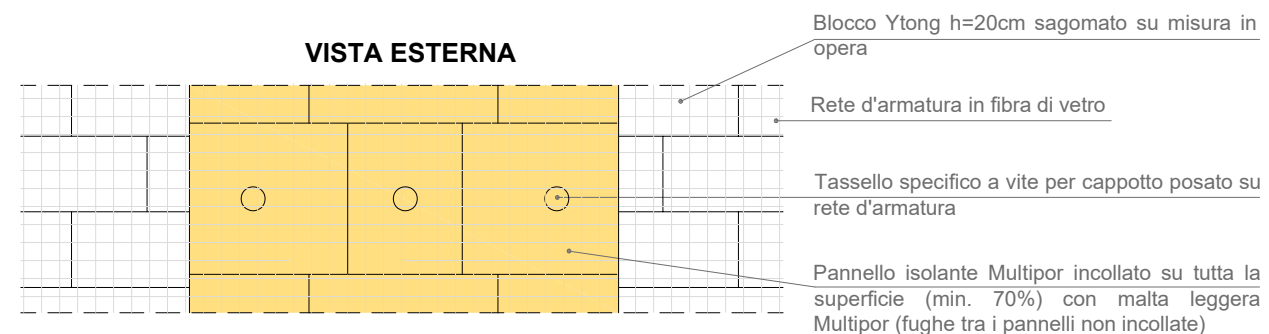 VISTA ESTERNA
Blocco Ytong h=20cm sagomato su misura in
opera
Rete d'armatura in fibra di vetro
Tassello specifico a vite per cappotto posato su
rete d'armatura
Pannello isolante Multipor incollato su tutta la
superficie (min. 70%) con malta leggera
Multipor (fughe tra i pannelli non incollate)